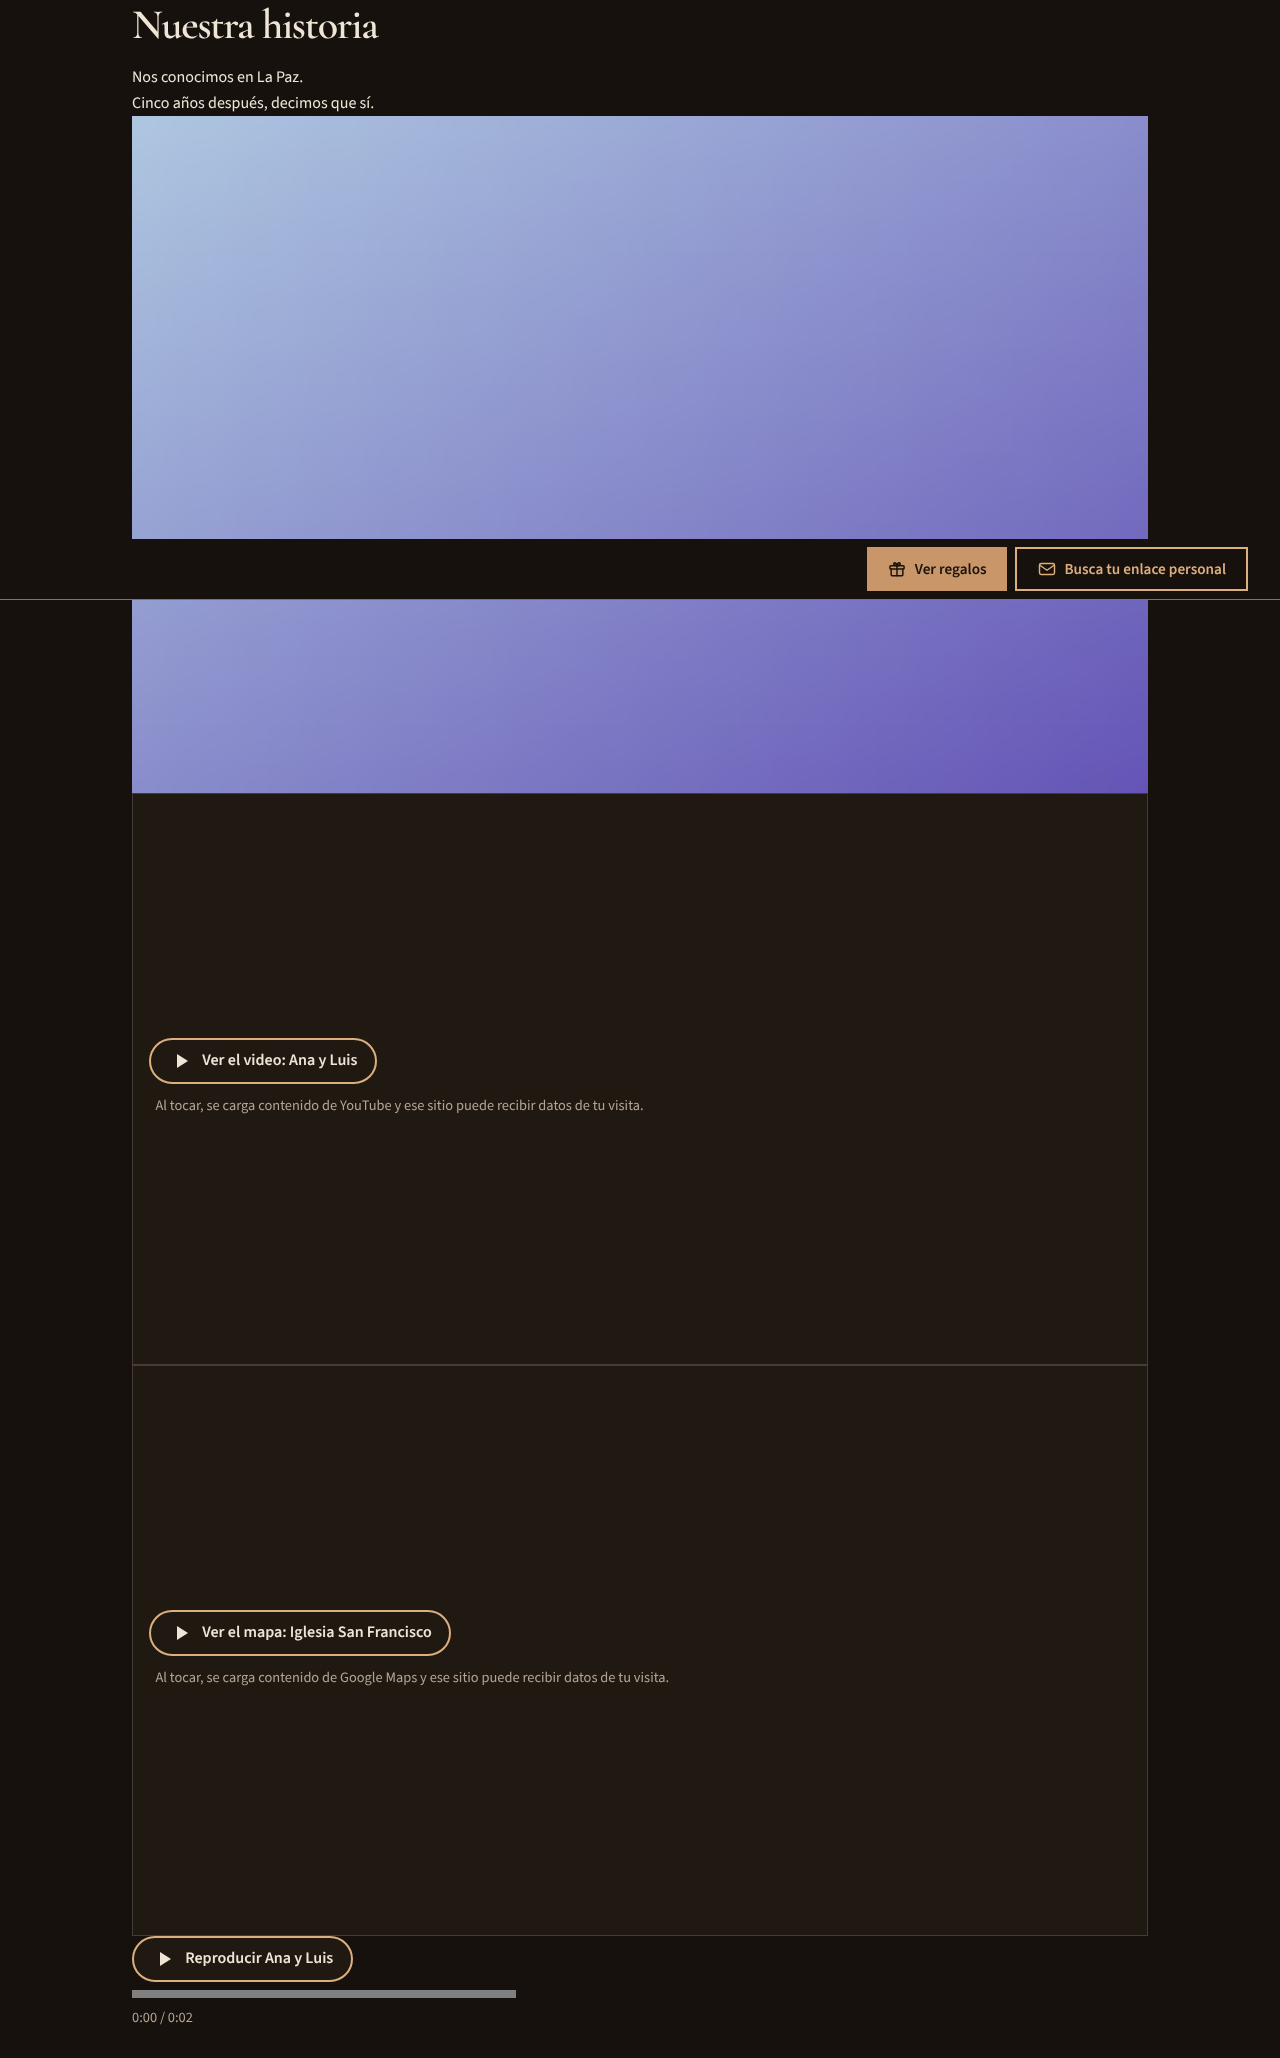 Nuestra historia
Nos conocimos en La Paz.
Cinco años después, decimos que sí.
Ver regalos
Busca tu enlace personal
Ver el video: Ana y Luis
Al tocar, se carga contenido de YouTube y ese sitio puede recibir datos de tu visita.
Ver el mapa: Iglesia San Francisco
Al tocar, se carga contenido de Google Maps y ese sitio puede recibir datos de tu visita.
Reproducir Ana y Luis
0:00 / 0:02